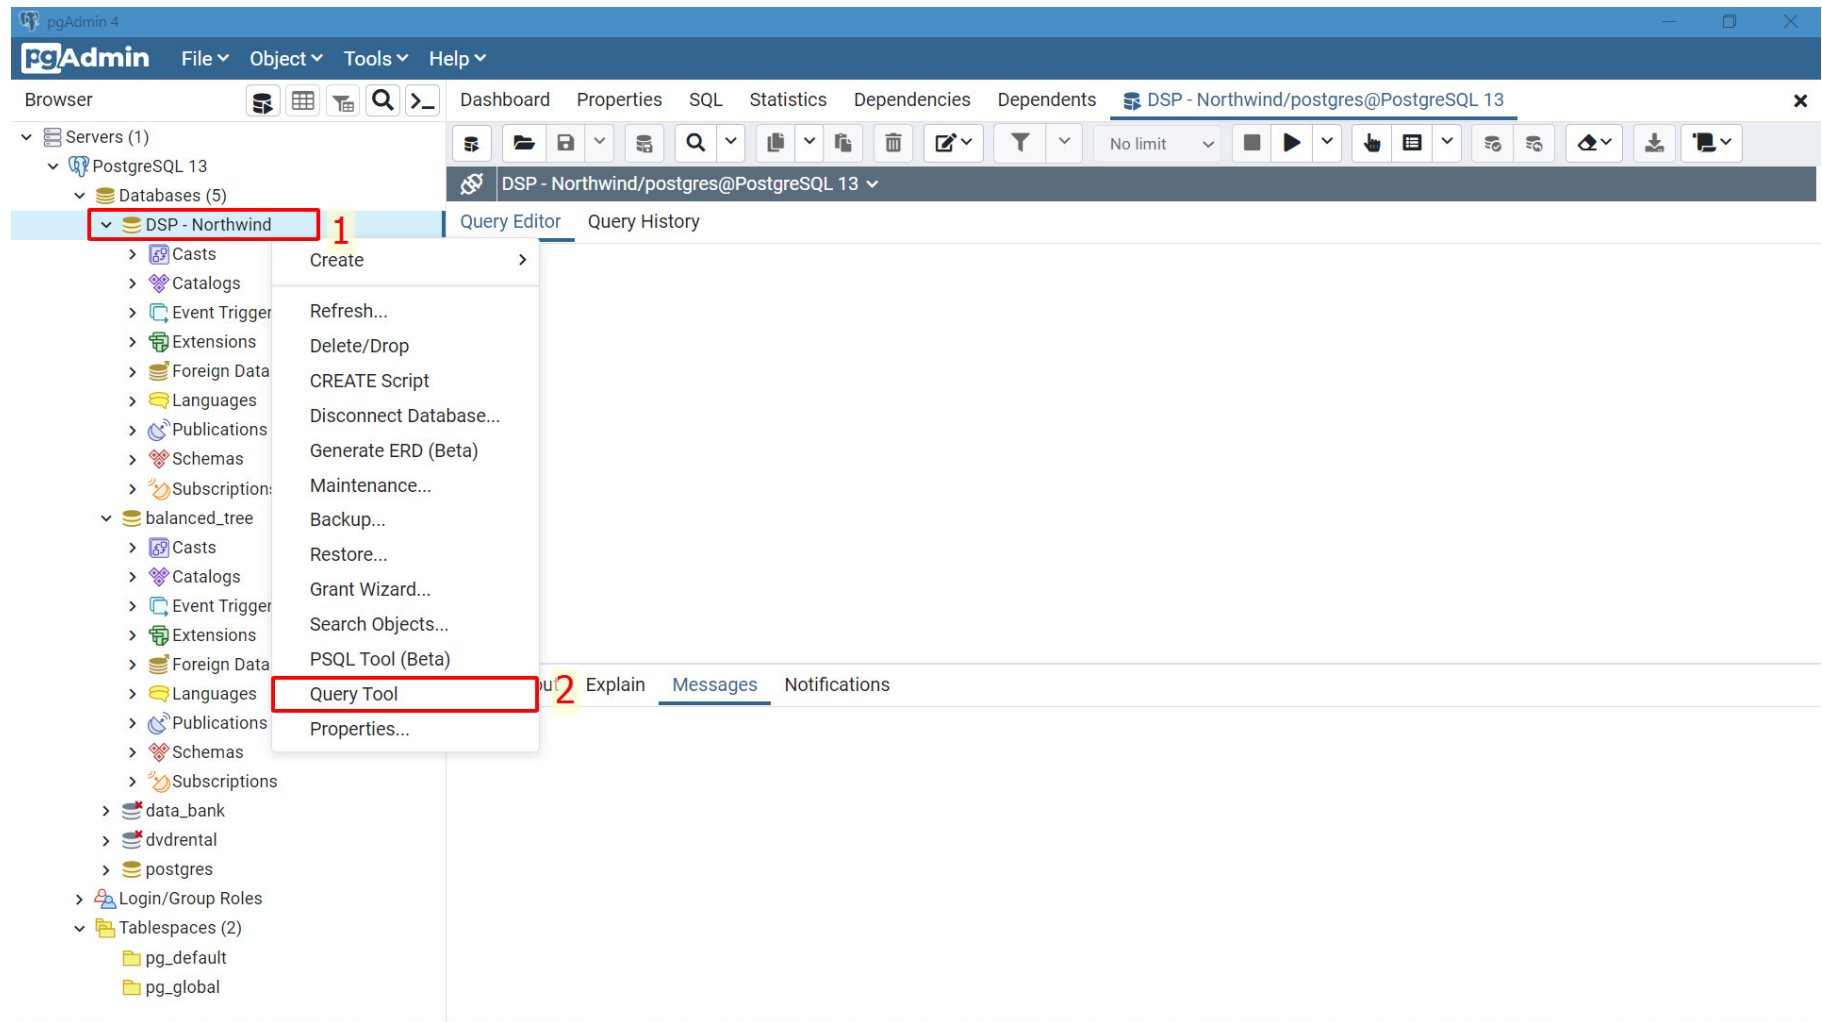 pgAdmin 4
pgAdmin File Object Tools Help
Browser
Dashboard Properties SQL Statistics Dependencies Dependents DSP - Northwind/postgres@PostgreSQL 13
No limit
DSP - Northwind/postgres@PostgreSQL 13
Query Editor Query History
Servers (1)
PostgreSQL 13
Databases (5)
DSP - Northwind
1
Casts
Catalogs
Event Trigger
Extensions
Foreign Data
Languages
Publications
Schemas
Subscription
balanced_tree
Casts
Catalogs
Event Trigger
Extensions
Foreign Data
Languages
Publications
Schemas
Subscriptions
data_bank
dvdrental
postgres
Login/Group Roles
Tablespaces (2)
pg_default
pg_global
Create
Refresh...
Delete/Drop
CREATE Script
Disconnect Database...
Generate ERD (Beta)
Maintenance...
Backup...
Restore...
Grant Wizard...
Search Objects...
PSQL Tool (Beta)
Query Tool
2
Properties...
Explain Messages Notifications